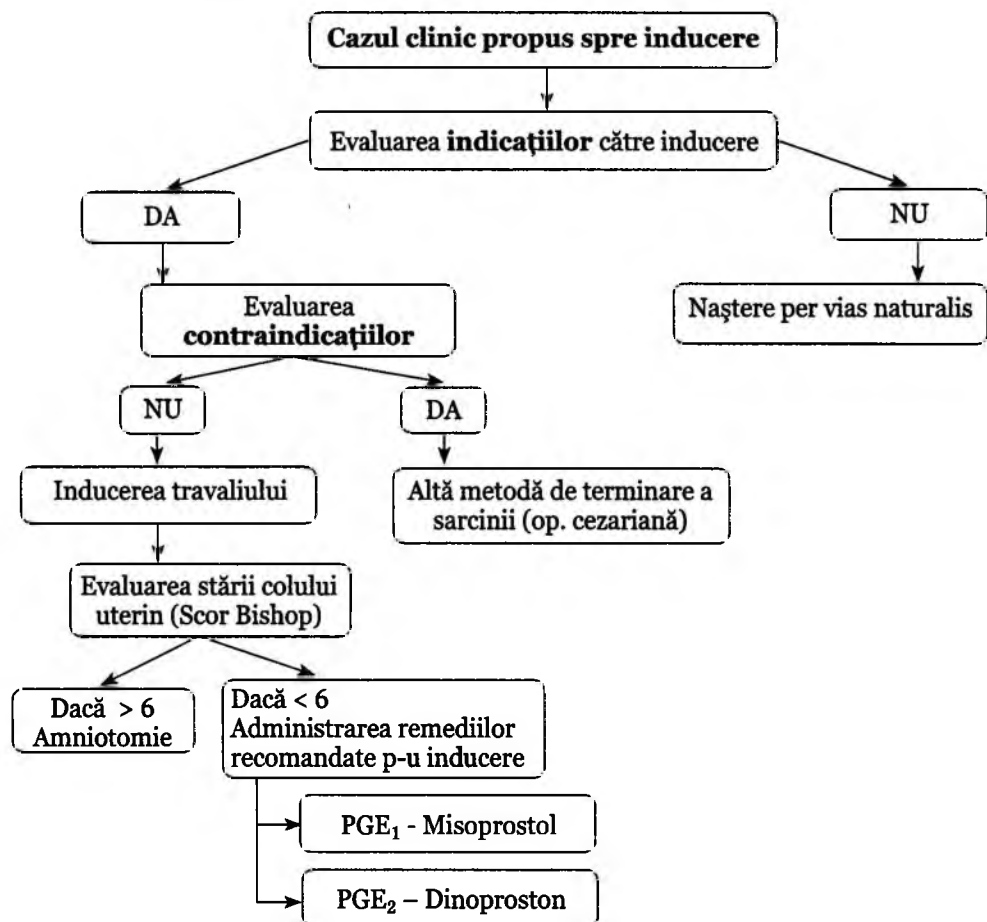 Cazul clinic propus spre inducere
Evaluarea indicațiilor către inducere
DA
NU
Evaluarea
contraindicațiilor
Naştere per vias naturalis
NU
DA
Inducerea travaliului
Altă metodă de terminare a
sarcinii (op. cezariană)
Evaluarea stării colului
uterin (Scor Bishop)
Dacă > 6
Amniotomie
Dacă < 6
Administrarea remediilor
recomandate p-u inducere
PGE₁ - Misoprostol
PGE₂ – Dinoproston